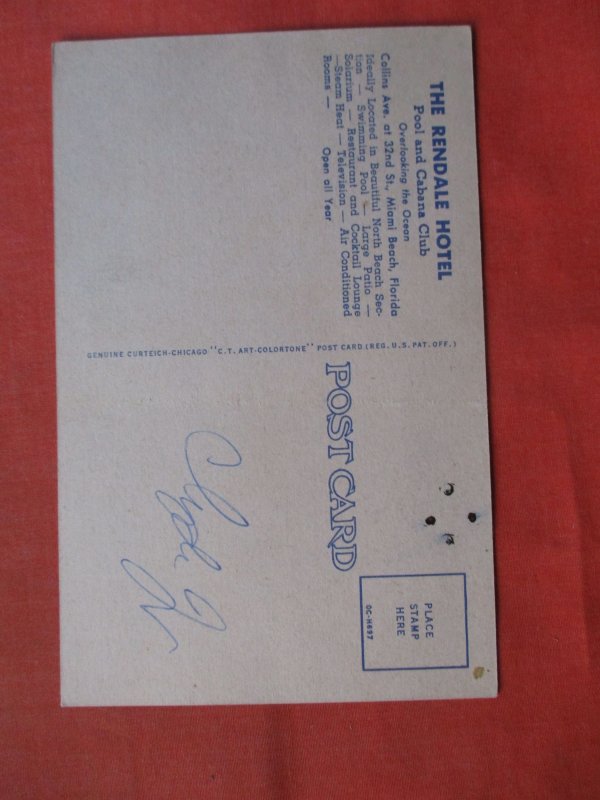 THE RENDALE HOTEL
Pool and Cabana Club
Overlooking the Ocean
Collins Ave. at 32nd St., Miami Beach, Florida
Ideally Located in Beautiful North Beach Sec-
tion — Swimming Pool — Large Patio —
Solarium — Restaurant and Cocktail Lounge
— Steam Heat — Television — Air Conditioned
Rooms — Open all Year
GENUINE CURTEICH-CHICAGO "C.T. ART-COLORTONE" POST CARD (REG. U.S. PAT. OFF.)
POST CARD
PLACE
STAMP
HERE
OC-H697
Clyde